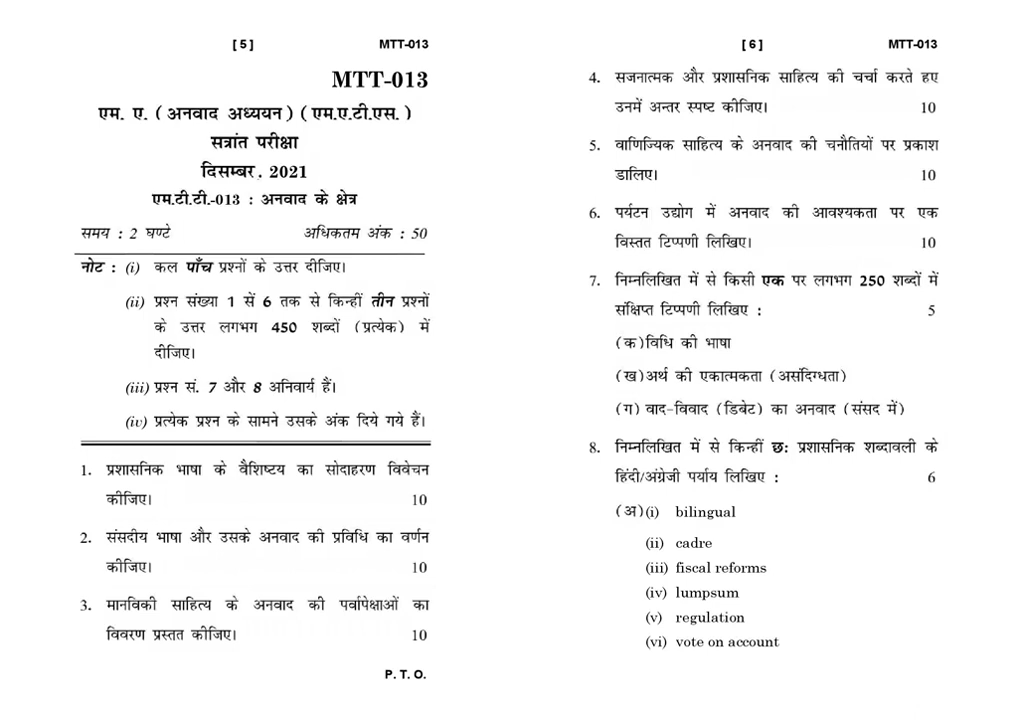 [ 5 ] MTT-013
MTT-013
एम. ए. ( अनवाद अध्ययन ) ( एम.ए.टी.एस. )
सत्रांत परीक्षा
दिसम्बर. 2021
एम.टी.टी.-013 : अनवाद के क्षेत्र
समय : 2 घण्टे अधिकतम अंक : 50
नोट : (i) कल पाँच प्रश्नों के उत्तर दीजिए।
(ii) प्रश्न संख्या 1 सें 6 तक से किन्हीं तीन प्रश्नों
के उत्तर लगभग 450 शब्दों (प्रत्येक) में
दीजिए।
(iii) प्रश्न सं. 7 और 8 अनिवार्य हैं।
(iv) प्रत्येक प्रश्न के सामने उसके अंक दिये गये हैं।
1. प्रशासनिक भाषा के वैशिष्टय का सोदाहरण विवेचन
कीजिए। 10
2. संसदीय भाषा और उसके अनवाद की प्रविधि का वर्णन
कीजिए। 10
3. मानविकी साहित्य के अनवाद की पर्वापेक्षाओं का
विवरण प्रस्तत कीजिए। 10
P. T. O.
[ 6 ] MTT-013
4. सजनात्मक और प्रशासनिक साहित्य की चर्चा करते हए
उनमें अन्तर स्पष्ट कीजिए। 10
5. वाणिज्यिक साहित्य के अनवाद की चनौतियों पर प्रकाश
डालिए। 10
6. पर्यटन उद्योग में अनवाद की आवश्यकता पर एक
विस्तत टिप्पणी लिखिए। 10
7. निम्नलिखित में से किसी एक पर लगभग 250 शब्दों में
संक्षिप्त टिप्पणी लिखिए : 5
(क)विधि की भाषा
(ख)अर्थ की एकात्मकता (असंदिग्धता)
(ग) वाद-विवाद (डिबेट) का अनवाद (संसद में)
8. निम्नलिखित में से किन्हीं छ: प्रशासनिक शब्दावली के
हिंदी/अंग्रेजी पर्याय लिखिए : 6
(अ)(i) bilingual
(ii) cadre
(iii) fiscal reforms
(iv) lumpsum
(v) regulation
(vi) vote on account